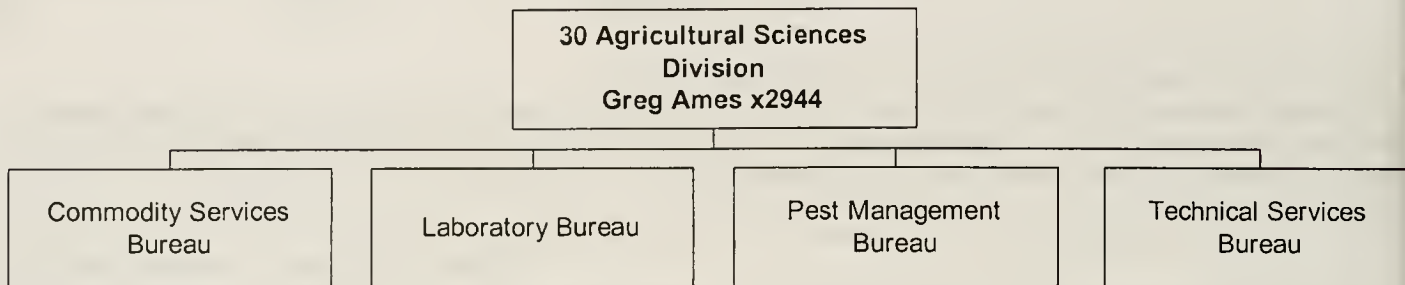 30 Agricultural Sciences
Division
Greg Ames x2944
Commodity Services
Bureau
Laboratory Bureau
Pest Management
Bureau
Technical Services
Bureau